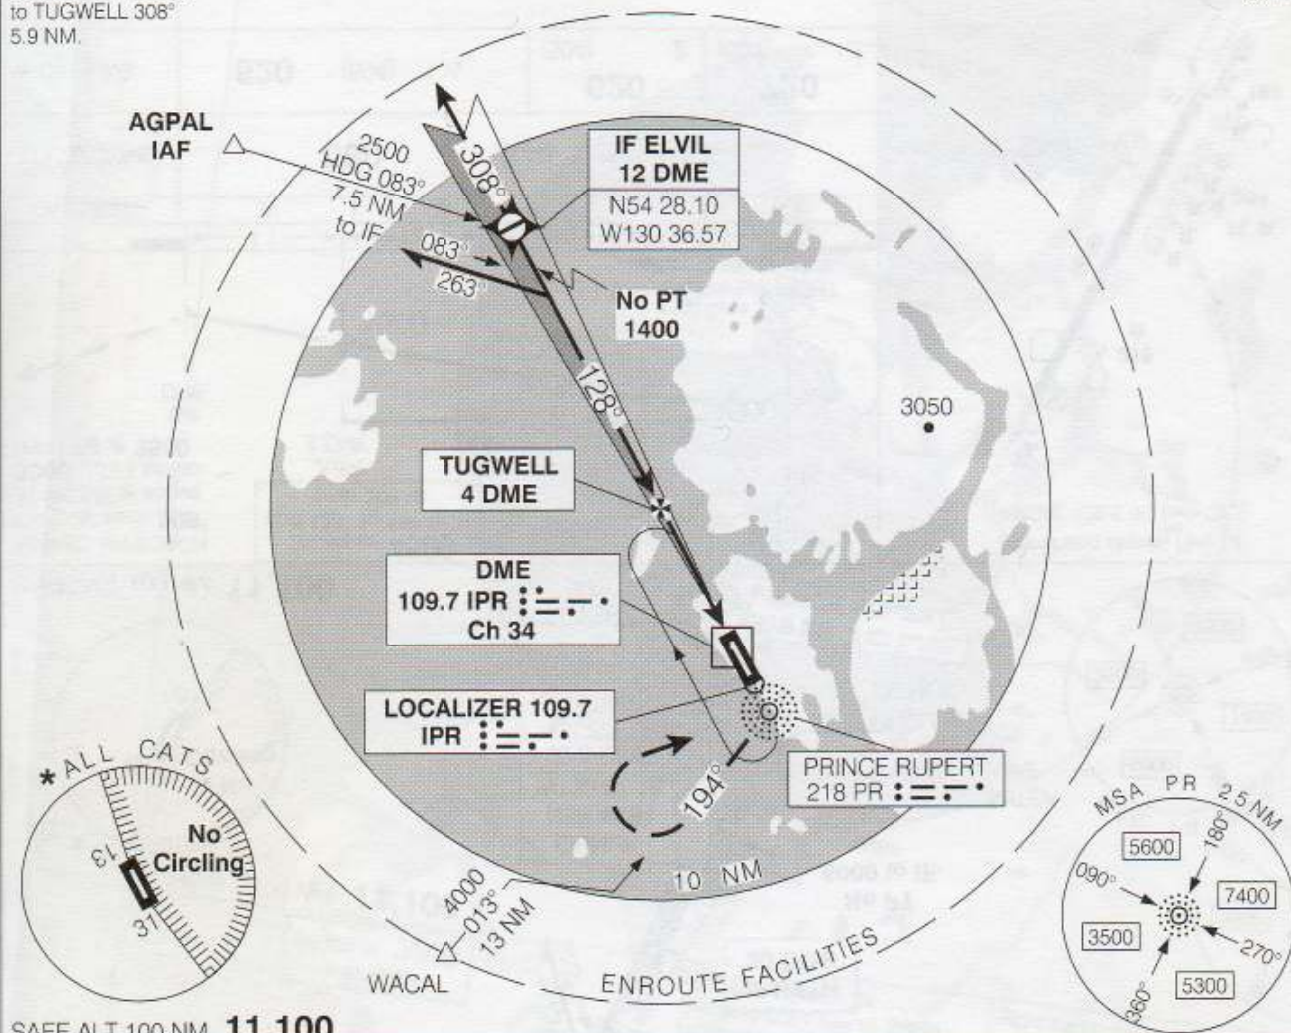 to TUGWELL 308°
5.9 NM.
AGPAL
IAF
2500
HDG 083°
7.5 NM
to IF
308°
IF ELVIL
12 DME
N54 28.10
W130 36.57
083°
263°
No PT
1400
128°
3050
TUGWELL
4 DME
DME
109.7 IPR
Ch 34
LOCALIZER 109.7
IPR
PRINCE RUPERT
218 PR
194°
10 NM
4000
013°
13 NM
WACAL
ENROUTE FACILITIES
*ALL CATS
No
Circling
13
31
MSA PR 25 NM
180°
5600
090°
7400
3500
270°
5300
360°
SAFE ALT 100 NM 11,100